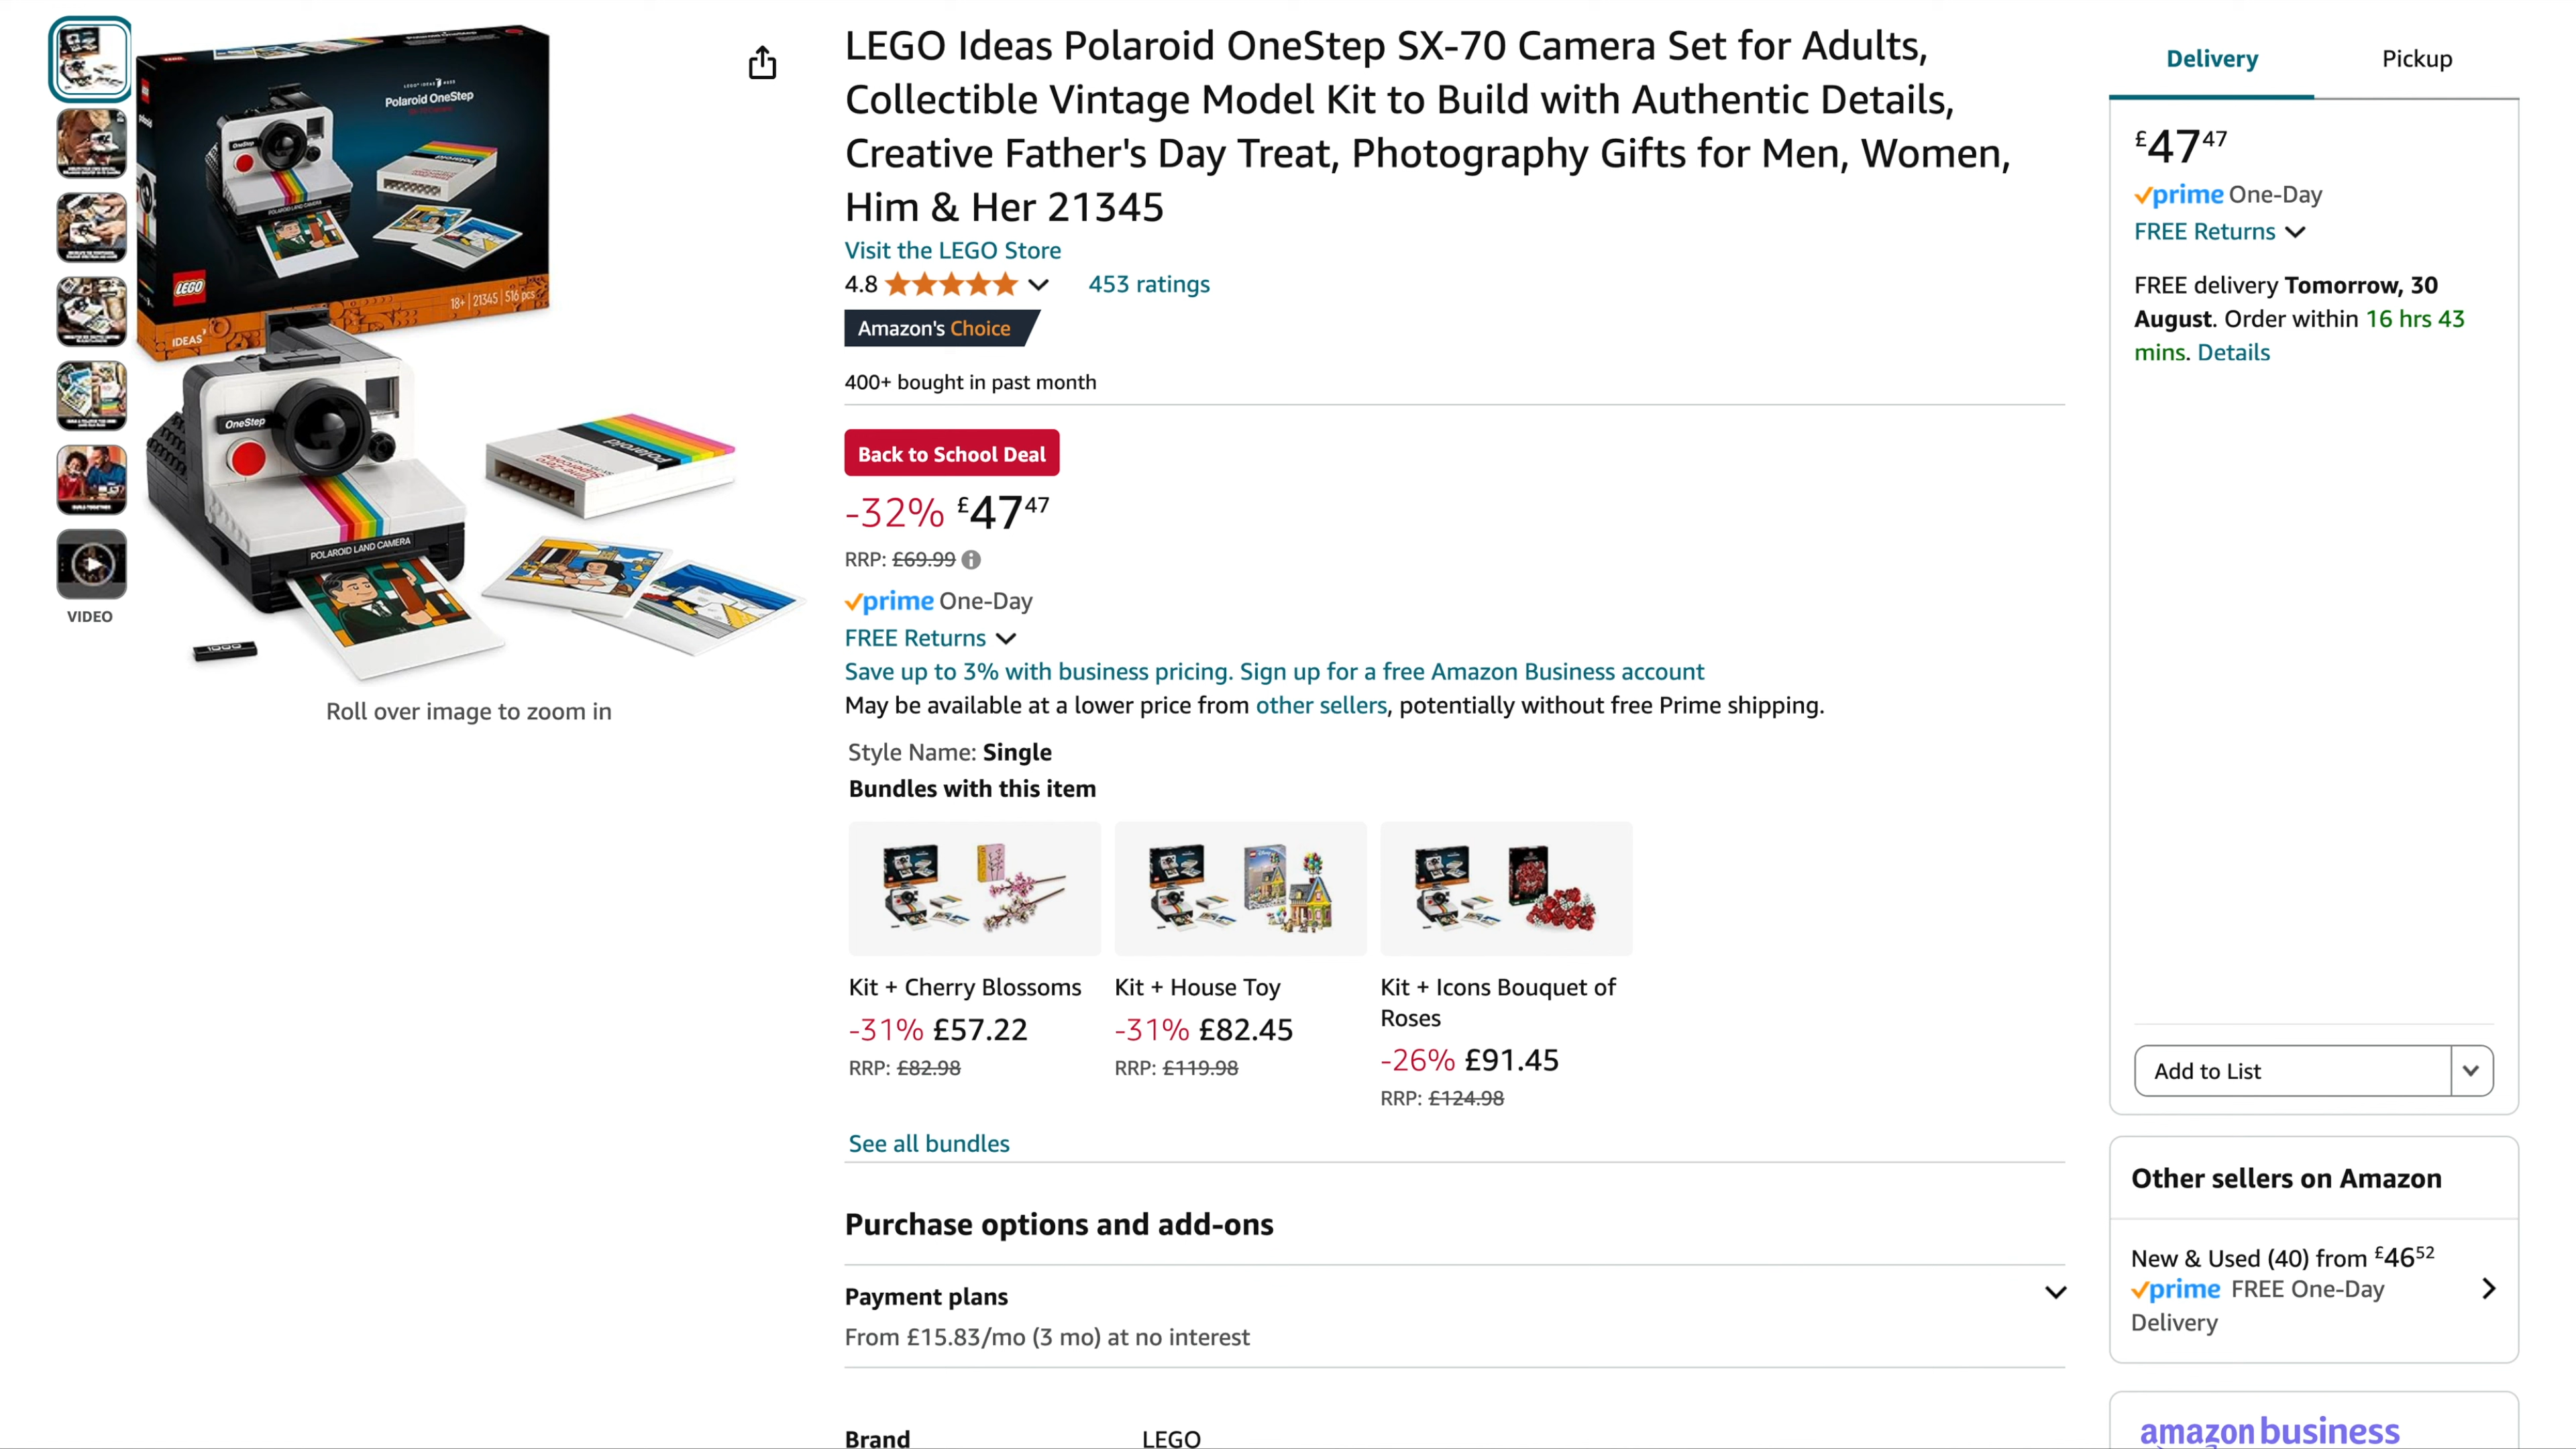 LEGO IDEAS
Polaroid OneStep
OneStep
POLAROID LAND CAMERA
LEGO
18+ 21345 516 pcs
IDEAS
OneStep
POLAROID LAND CAMERA
Polaroid
VIDEO
Roll over image to zoom in
LEGO Ideas Polaroid OneStep SX-70 Camera Set for Adults,
Collectible Vintage Model Kit to Build with Authentic Details,
Creative Father's Day Treat, Photography Gifts for Men, Women,
Him & Her 21345
Visit the LEGO Store
4.8 453 ratings
Amazon's Choice
400+ bought in past month
Back to School Deal
-32% £4747
RRP: £69.99
prime One-Day
FREE Returns
Save up to 3% with business pricing. Sign up for a free Amazon Business account
May be available at a lower price from other sellers, potentially without free Prime shipping.
Style Name: Single
Bundles with this item
Kit + Cherry Blossoms
-31% £57.22
RRP: £82.98
Kit + House Toy
-31% £82.45
RRP: £119.98
Kit + Icons Bouquet of
Roses
-26% £91.45
RRP: £124.98
See all bundles
Purchase options and add-ons
Payment plans
From £15.83/mo (3 mo) at no interest
Brand LEGO
Delivery Pickup
£4747
prime One-Day
FREE Returns
FREE delivery Tomorrow, 30
August. Order within 16 hrs 43
mins. Details
Add to List
Other sellers on Amazon
New & Used (40) from £4652
prime FREE One-Day
Delivery
amazon business